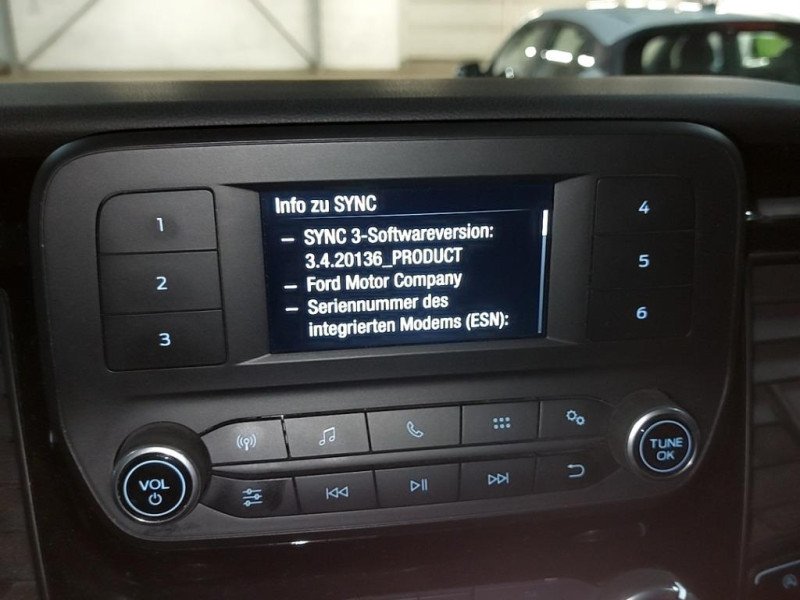 Info zu SYNC
– SYNC 3-Softwareversion:
3.4.20136_PRODUCT
– Ford Motor Company
– Seriennummer des
integrierten Modems (ESN):
1
2
3
4
5
6
VOL
TUNE
OK